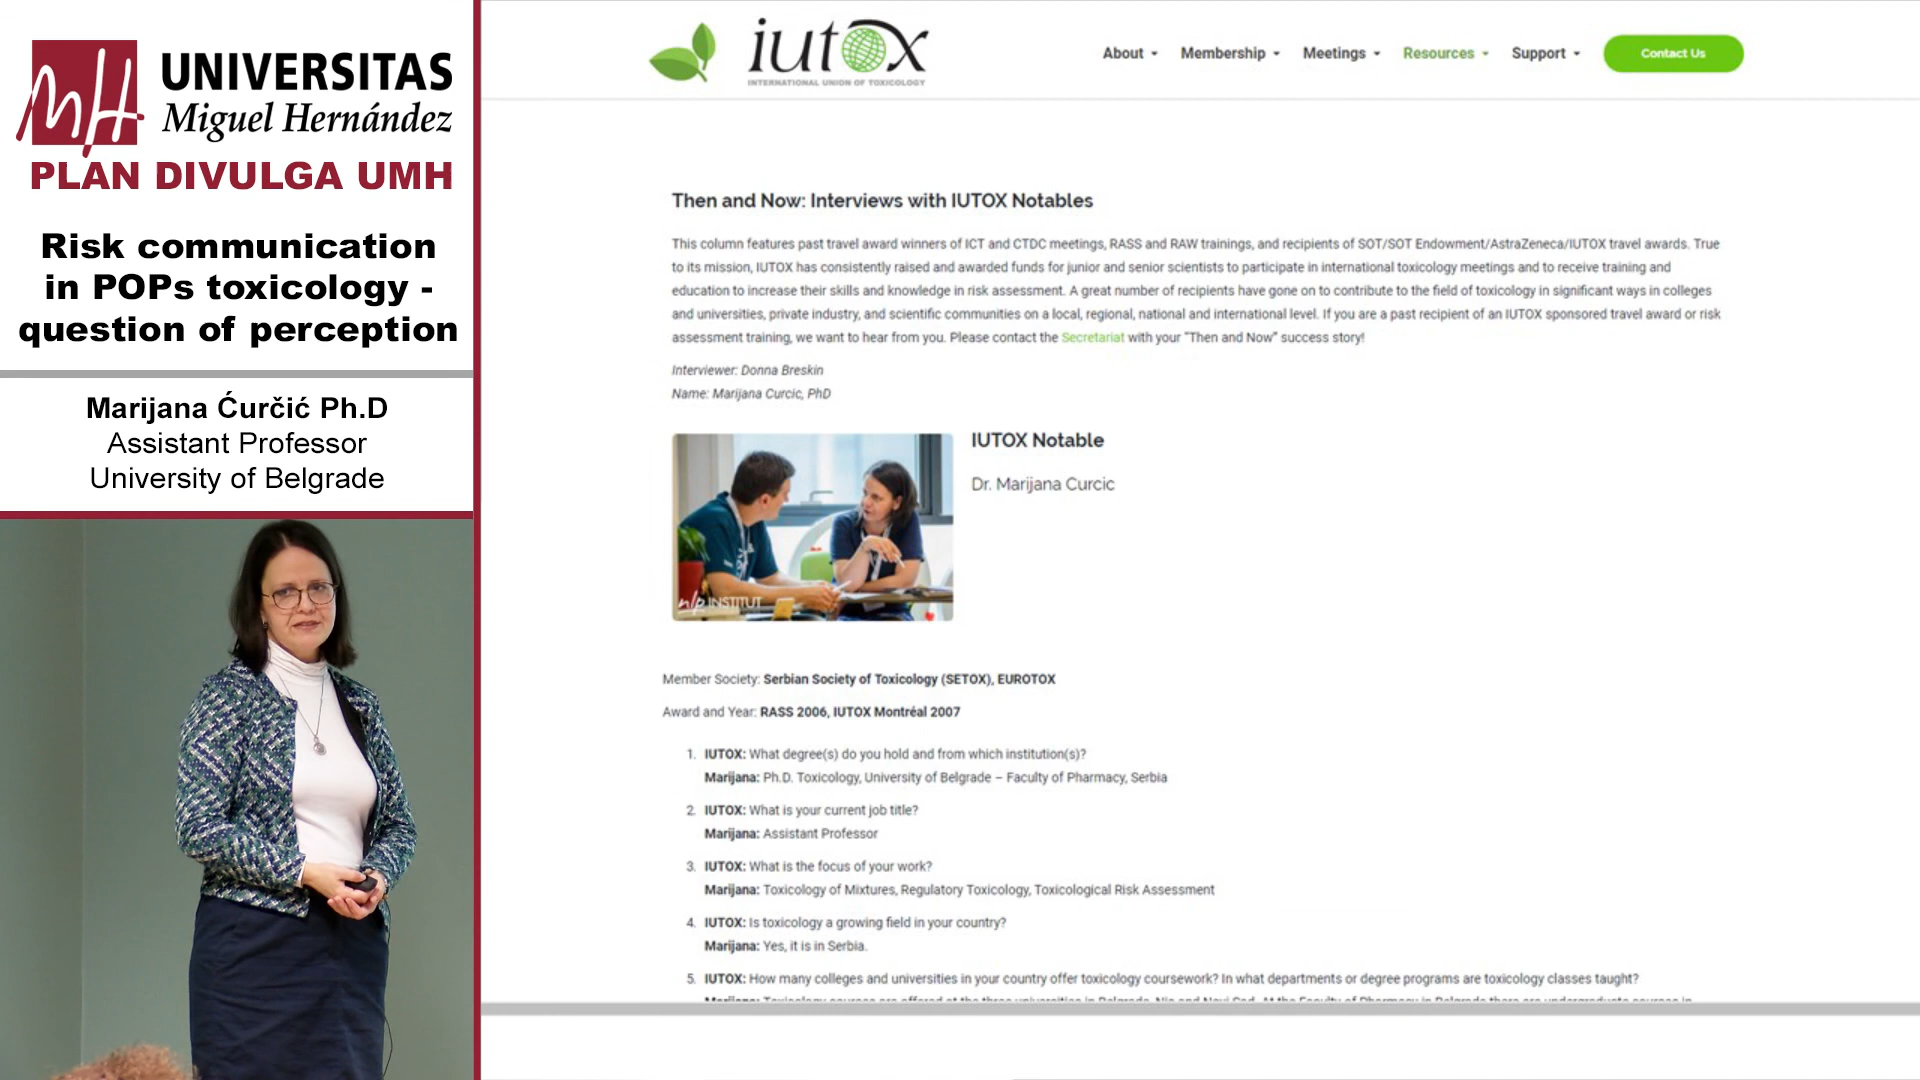 UNIVERSITAS
Miguel Hernández
PLAN DIVULGA UMH
Risk communication
in POPs toxicology -
question of perception
Marijana Ćurčić Ph.D
Assistant Professor
University of Belgrade
iutox
INTERNATIONAL UNION OF TOXICOLOGY
About
Membership
Meetings
Resources
Support
Contact Us
Then and Now: Interviews with IUTOX Notables
This column features past travel award winners of ICT and CTDC meetings, RASS and RAW trainings, and recipients of SOT/SOT Endowment/AstraZeneca/IUTOX travel awards. True
to its mission, IUTOX has consistently raised and awarded funds for junior and senior scientists to participate in international toxicology meetings and to receive training and
education to increase their skills and knowledge in risk assessment. A great number of recipients have gone on to contribute to the field of toxicology in significant ways in colleges
and universities, private industry, and scientific communities on a local, regional, national and international level. If you are a past recipient of an IUTOX sponsored travel award or risk
assessment training, we want to hear from you. Please contact the Secretariat with your “Then and Now” success story!
Interviewer: Donna Breskin
Name: Marijana Curcic, PhD
nlp INSTITUT
IUTOX Notable
Dr. Marijana Curcic
Member Society: Serbian Society of Toxicology (SETOX), EUROTOX
Award and Year: RASS 2006, IUTOX Montréal 2007
1. IUTOX: What degree(s) do you hold and from which institution(s)?
Marijana: Ph.D. Toxicology, University of Belgrade – Faculty of Pharmacy, Serbia
2. IUTOX: What is your current job title?
Marijana: Assistant Professor
3. IUTOX: What is the focus of your work?
Marijana: Toxicology of Mixtures, Regulatory Toxicology, Toxicological Risk Assessment
4. IUTOX: Is toxicology a growing field in your country?
Marijana: Yes, it is in Serbia.
5. IUTOX: How many colleges and universities in your country offer toxicology coursework? In what departments or degree programs are toxicology classes taught?